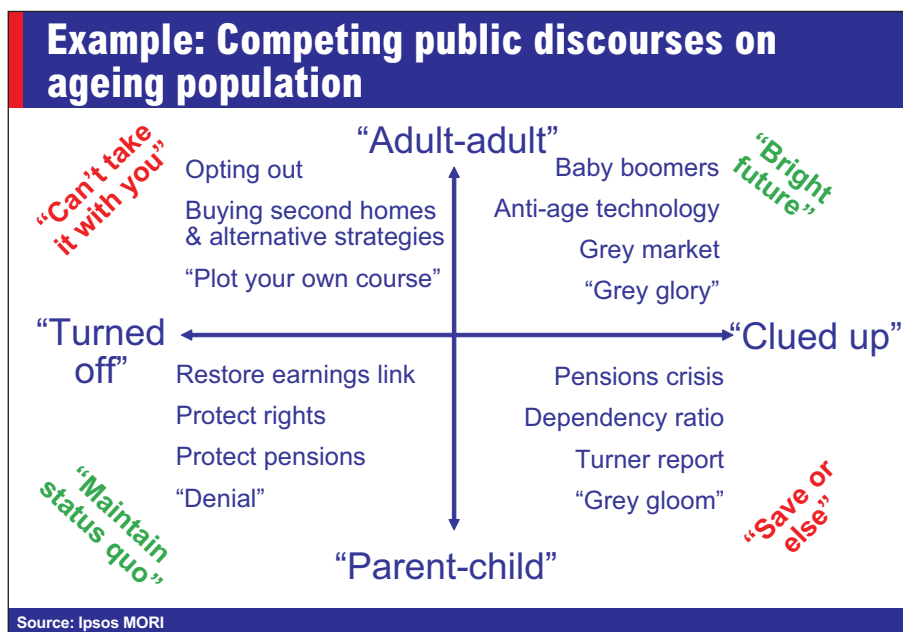 Example: Competing public discourses on
ageing population
“Adult-adult”
“Can’t take
it with you”
Opting out
Buying second homes
& alternative strategies
“Plot your own course”
Baby boomers
Anti-age technology
Grey market
“Grey glory”
“Bright
future”
“Turned
off”
“Clued up”
Restore earnings link
Protect rights
Protect pensions
“Denial”
“Maintain
status quo”
Pensions crisis
Dependency ratio
Turner report
“Grey gloom”
“Save or
else”
“Parent-child”
Source: Ipsos MORI